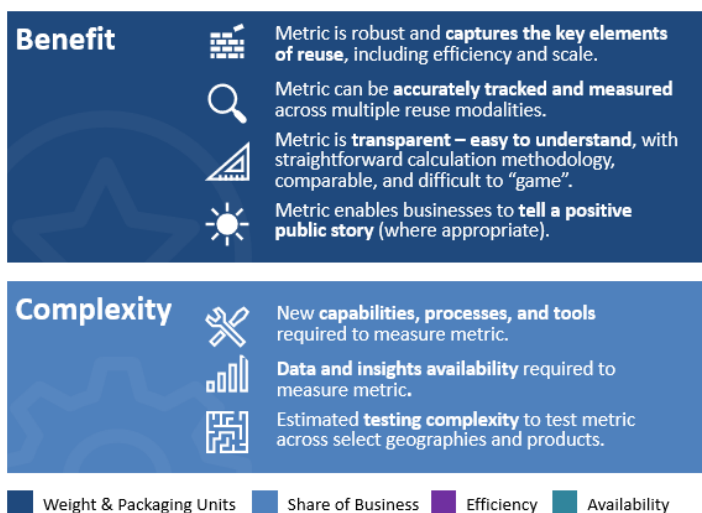 Benefit
Metric is robust and captures the key elements
of reuse, including efficiency and scale.
Metric can be accurately tracked and measured
across multiple reuse modalities.
Metric is transparent – easy to understand, with
straightforward calculation methodology,
comparable, and difficult to “game”.
Metric enables businesses to tell a positive
public story (where appropriate).
Complexity
New capabilities, processes, and tools
required to measure metric.
Data and insights availability required to
measure metric.
Estimated testing complexity to test metric
across select geographies and products.
Weight & Packaging Units Share of Business Efficiency Availability